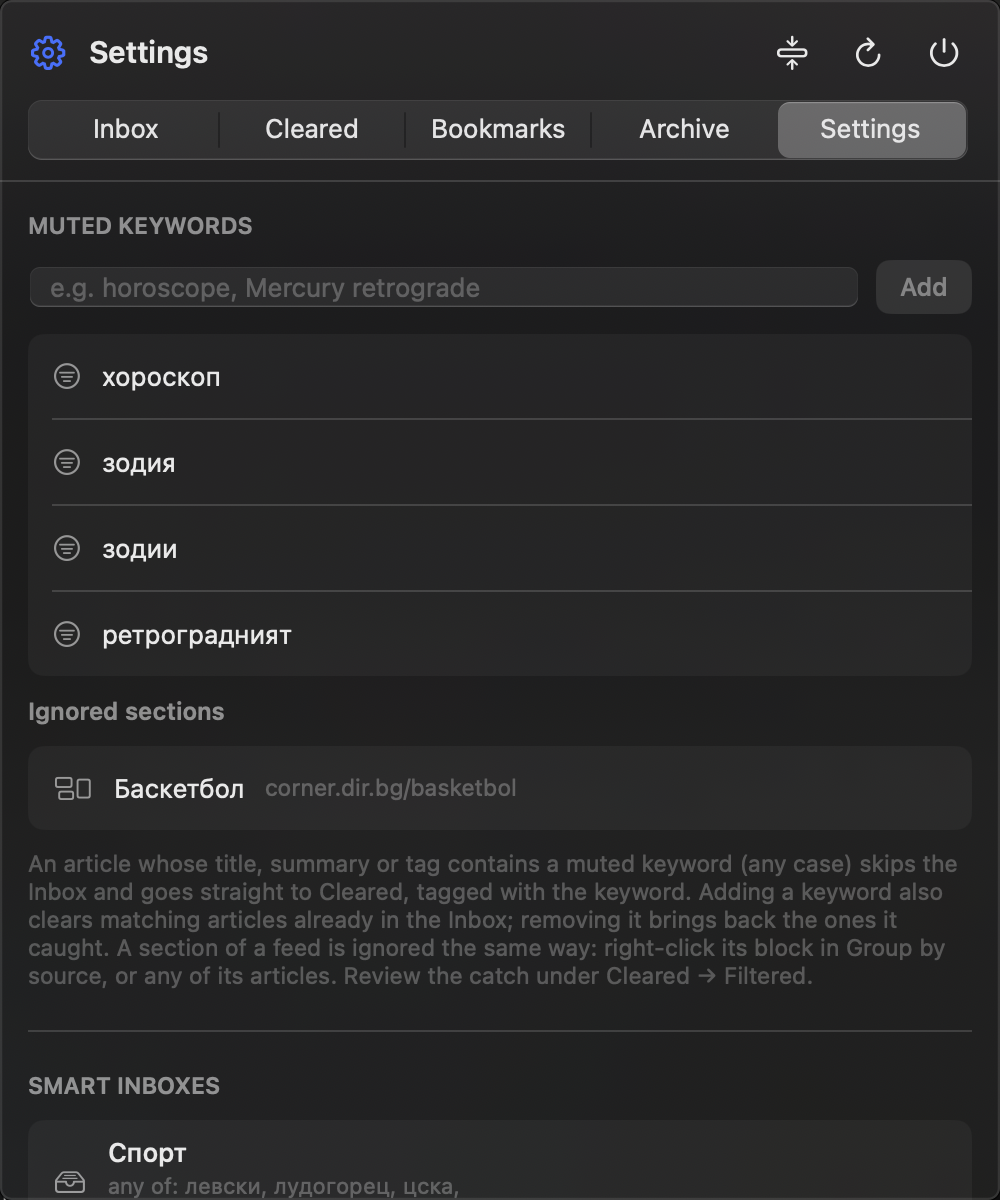 Settings
Inbox Cleared Bookmarks Archive Settings
MUTED KEYWORDS
e.g. horoscope, Mercury retrograde Add
хороскоп
зодия
зодии
ретроградният
Ignored sections
Баскетбол corner.dir.bg/basketbol
An article whose title, summary or tag contains a muted keyword (any case) skips the
Inbox and goes straight to Cleared, tagged with the keyword. Adding a keyword also
clears matching articles already in the Inbox; removing it brings back the ones it
caught. A section of a feed is ignored the same way: right-click its block in Group by
source, or any of its articles. Review the catch under Cleared → Filtered.
SMART INBOXES
Спорт
any of: левски, лудогорец, цска,